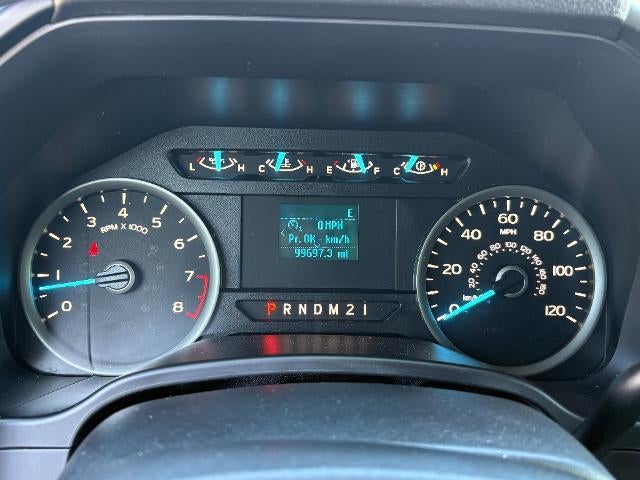 L H C H E F C H
E
0 MPH
Pr. OK - km/h
99697.3 mi
P R N D M 2 1
0 1 2 3 4 5 6 7 8
RPM X 1000
0 20 40 60 80 100 120
MPH
km/h